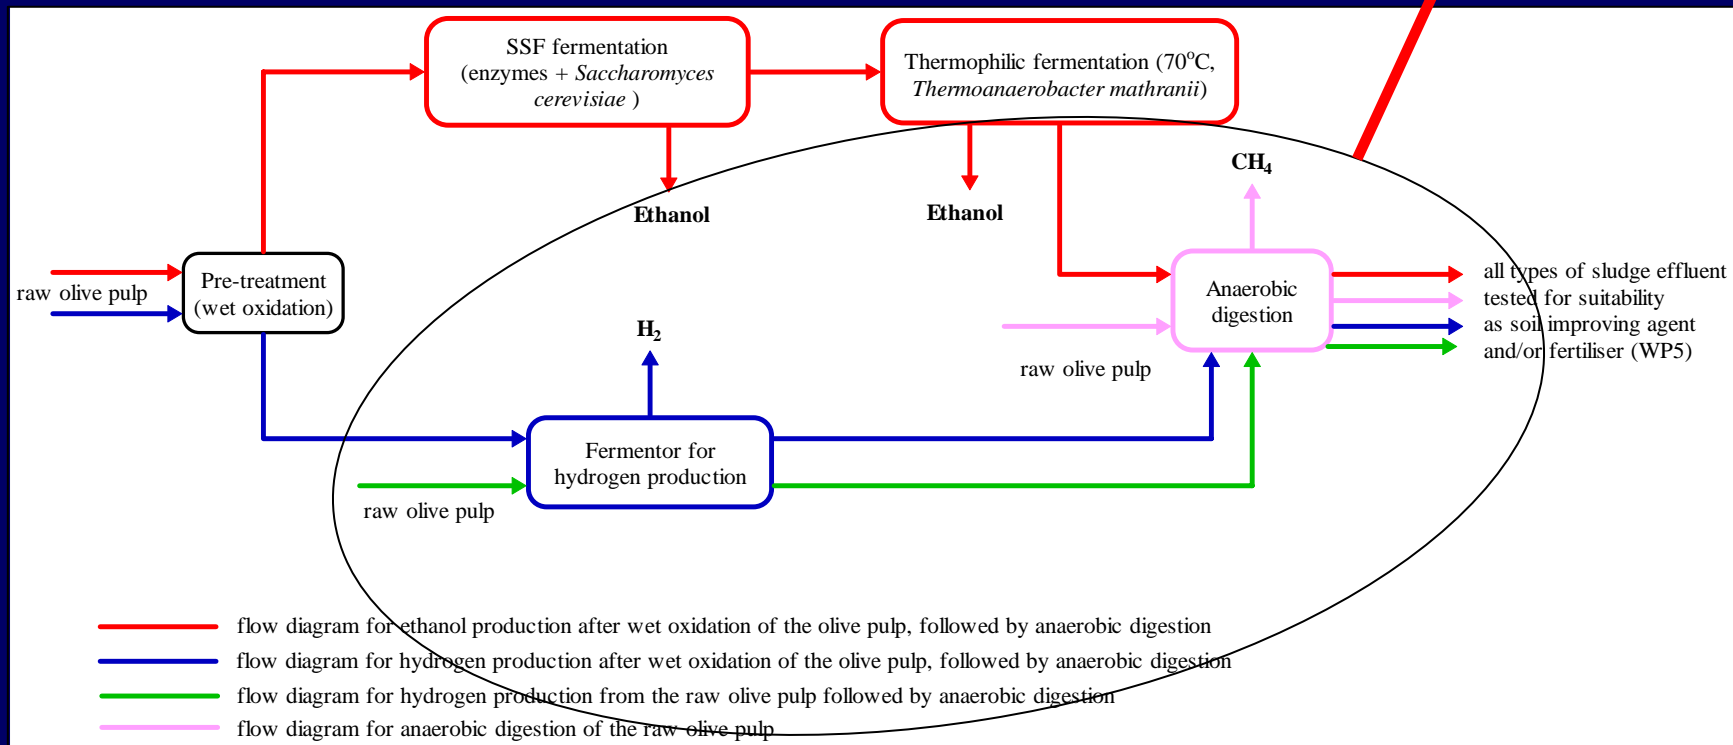 SSF fermentation
(enzymes + Saccharomyces
cerevisiae )
Thermophilic fermentation (70°C,
Thermoanaerobacter mathranii)
CH4
Ethanol
Ethanol
raw olive pulp
Pre-treatment
(wet oxidation)
Anaerobic
digestion
all types of sludge effluent
tested for suitability
as soil improving agent
and/or fertiliser (WP5)
H2
raw olive pulp
Fermentor for
hydrogen production
raw olive pulp
flow diagram for ethanol production after wet oxidation of the olive pulp, followed by anaerobic digestion
flow diagram for hydrogen production after wet oxidation of the olive pulp, followed by anaerobic digestion
flow diagram for hydrogen production from the raw olive pulp followed by anaerobic digestion
flow diagram for anaerobic digestion of the raw olive pulp